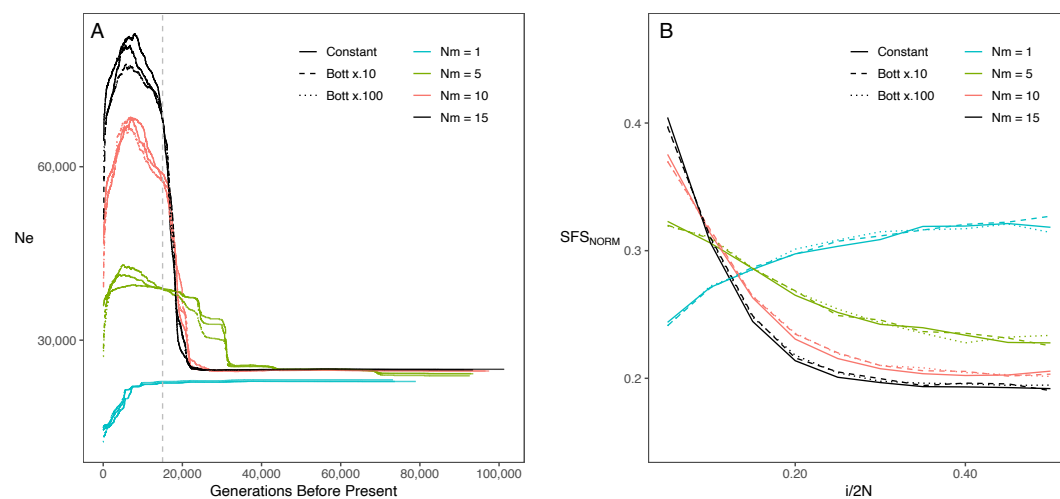 A
Constant
Bott x.10
Bott x.100
Nm = 1
Nm = 5
Nm = 10
Nm = 15
60,000
30,000
Ne
0
20,000
40,000
60,000
80,000
100,000
Generations Before Present
B
Constant
Bott x.10
Bott x.100
Nm = 1
Nm = 5
Nm = 10
Nm = 15
0.4
0.3
0.2
SFSNORM
0.20
0.40
i/2N